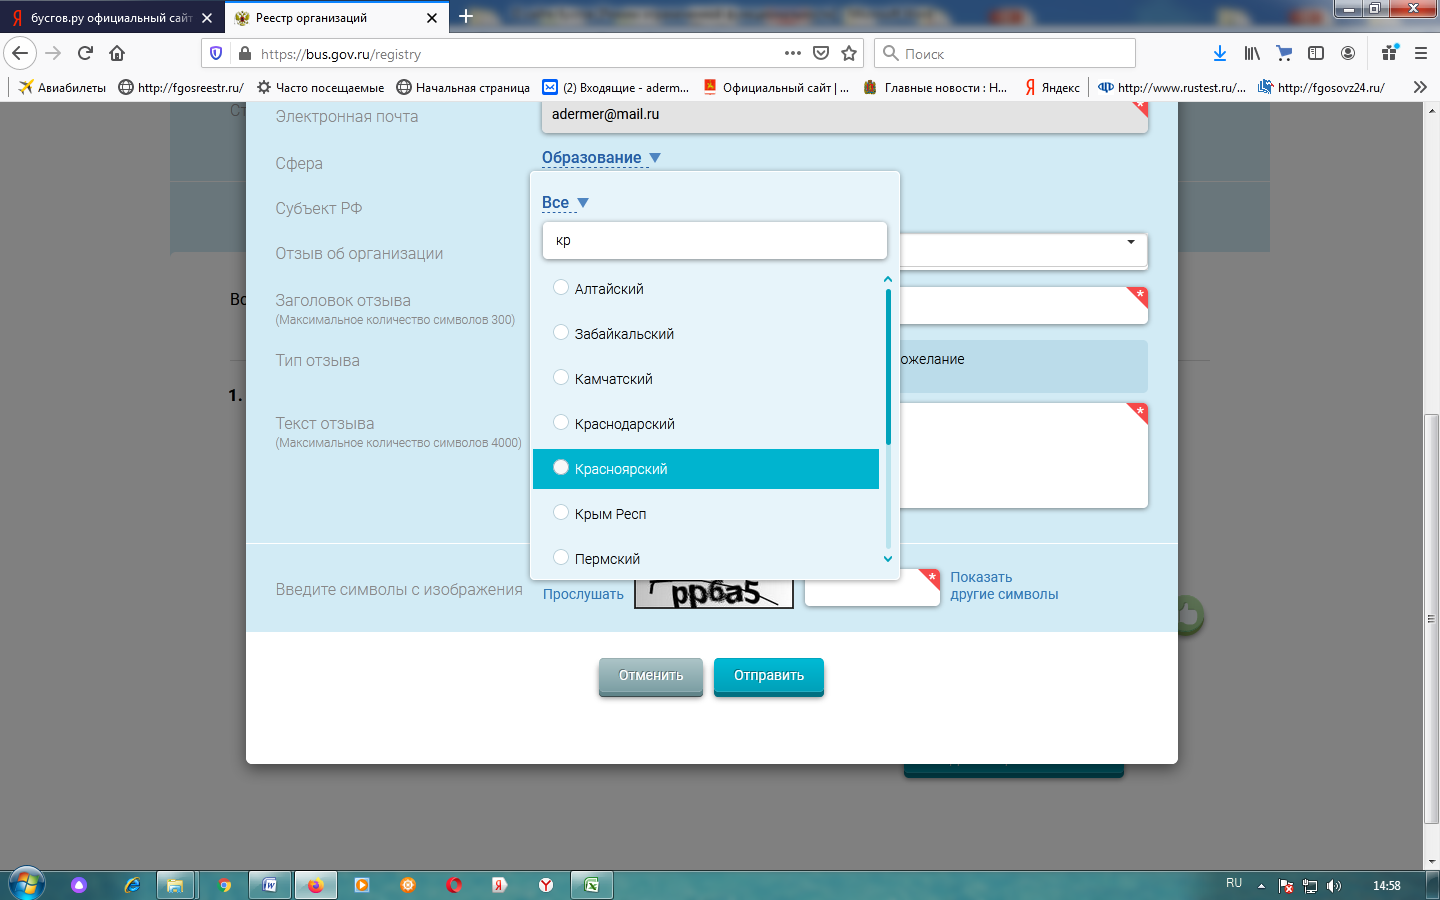 бусгов.ру официальный сайт
Реестр организаций
https://bus.gov.ru/registry
Поиск
Авиабилеты
http://fgosreestr.ru/
Часто посещаемые
Начальная страница
(2) Входящие - aderm...
Официальный сайт | ...
Главные новости : Н...
Яндекс
http://www.rustest.ru/...
http://fgosovz24.ru/
Электронная почта
adermer@mail.ru
Сфера
Образование
Субъект РФ
Все
кр
Отзыв об организации
Алтайский
Заголовок отзыва
(Максимальное количество символов 300)
Забайкальский
Тип отзыва
ожелание
Камчатский
Краснодарский
Текст отзыва
(Максимальное количество символов 4000)
1.
Красноярский
Крым Респ
Пермский
Введите символы с изображения
Прослушать
pp6a5
Показать
другие символы
Отменить
Отправить
RU
14:58